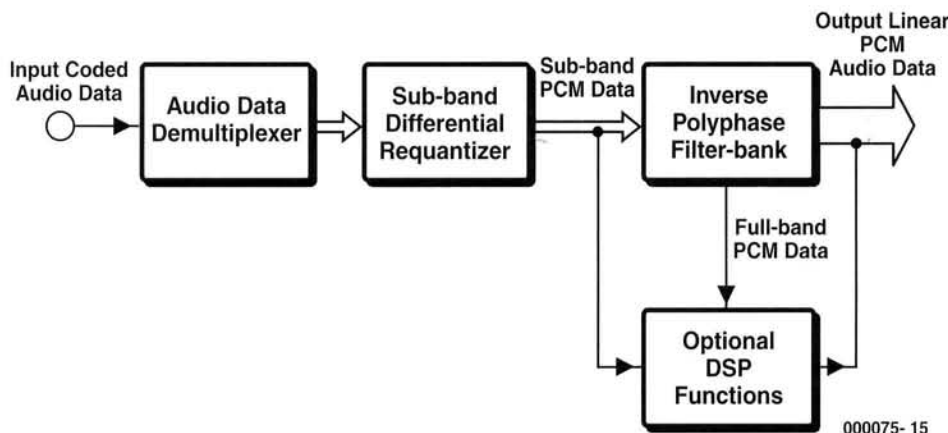 Input Coded
Audio Data
Audio Data
Demultiplexer
Sub-band
Differential
Requantizer
Sub-band
PCM Data
Inverse
Polyphase
Filter-bank
Output Linear
PCM
Audio Data
Full-band
PCM Data
Optional
DSP
Functions
000075- 15